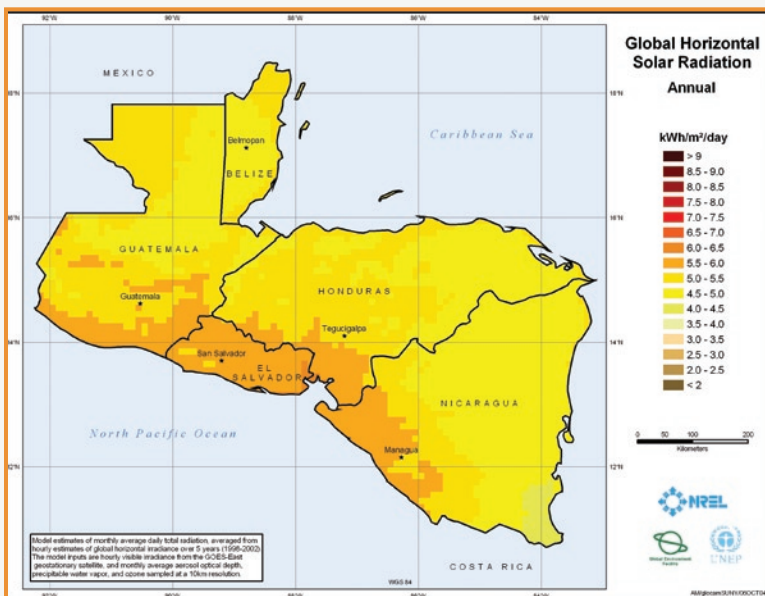 92°W 90°W 88°W 86°W 84°W
Global Horizontal
Solar Radiation
Annual
MEXICO
18°N 18°N
Caribbean Sea
Belmopan
BELIZE
kWh/m²/day
> 9
8.5 - 9.0
8.0 - 8.5
7.5 - 8.0
7.0 - 7.5
6.5 - 7.0
6.0 - 6.5
5.5 - 6.0
5.0 - 5.5
4.5 - 5.0
4.0 - 4.5
3.5 - 4.0
3.0 - 3.5
2.5 - 3.0
2.0 - 2.5
< 2
16°N 16°N
GUATEMALA
Guatemala
HONDURAS
Tegucigalpa
14°N 14°N
San Salvador
EL
SALVADOR
NICARAGUA
North Pacific Ocean
Managua
12°N 12°N
0 50 100 200
Kilometers
NREL
Global Environment
Facility
UNEP
Model estimates of monthly average daily total radiation, averaged from
hourly estimates of global horizontal irradiance over 5 years (1998-2002).
The model inputs are hourly visible irradiance from the GOES-East
geostationary satellite, and monthly average aerosol optical depth,
precipitable water vapor, and ozone sampled at a 10km resolution.
WGS 84
COSTA RICA